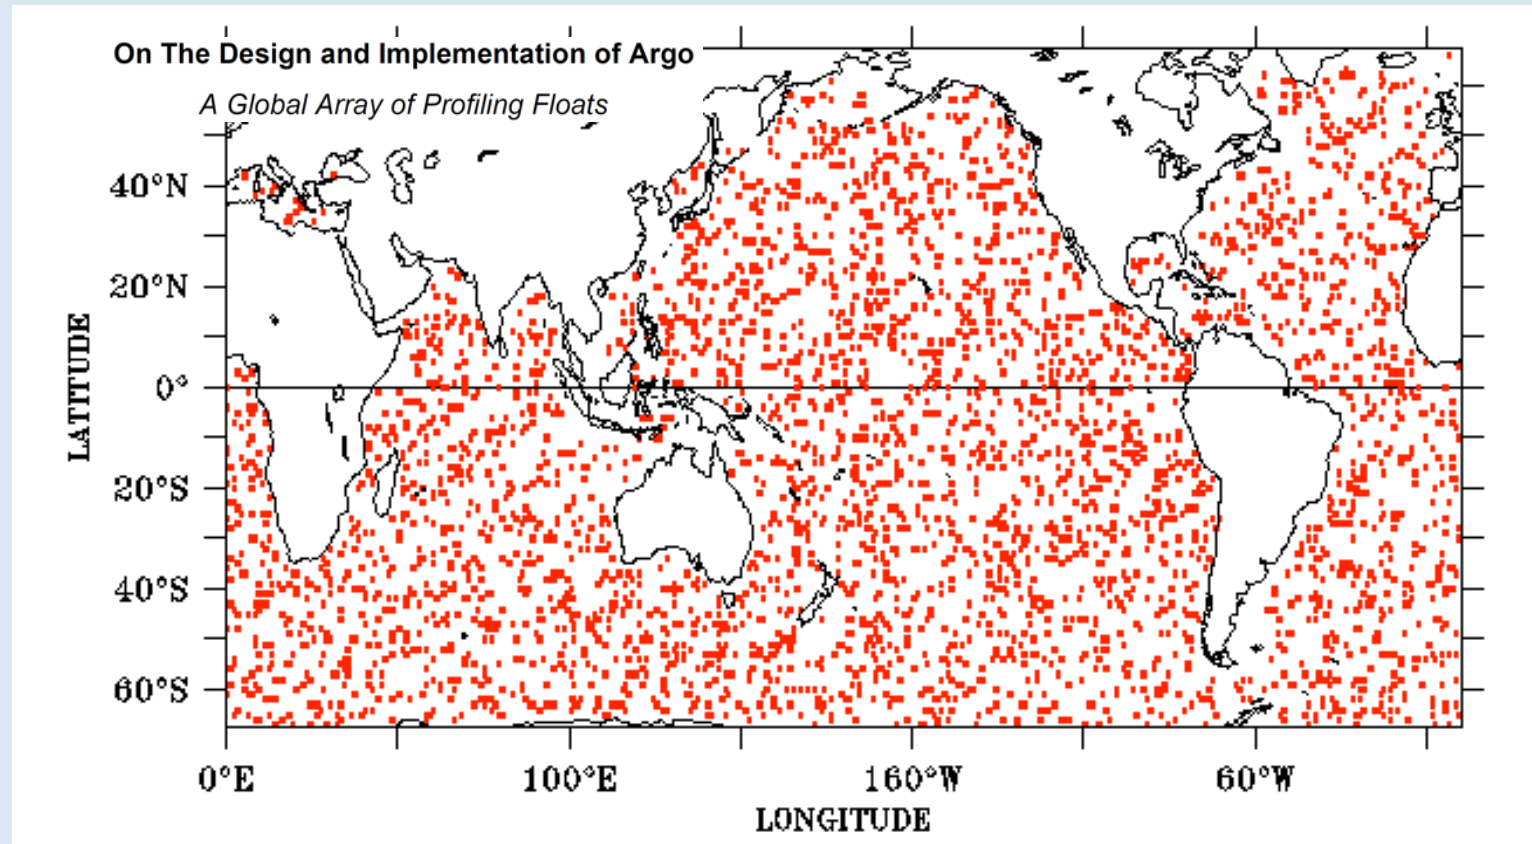 On The Design and Implementation of Argo
A Global Array of Profiling Floats
40°N
20°N
0°
20°S
40°S
60°S
LATITUDE
0°E 100°E 160°W 60°W
LONGITUDE